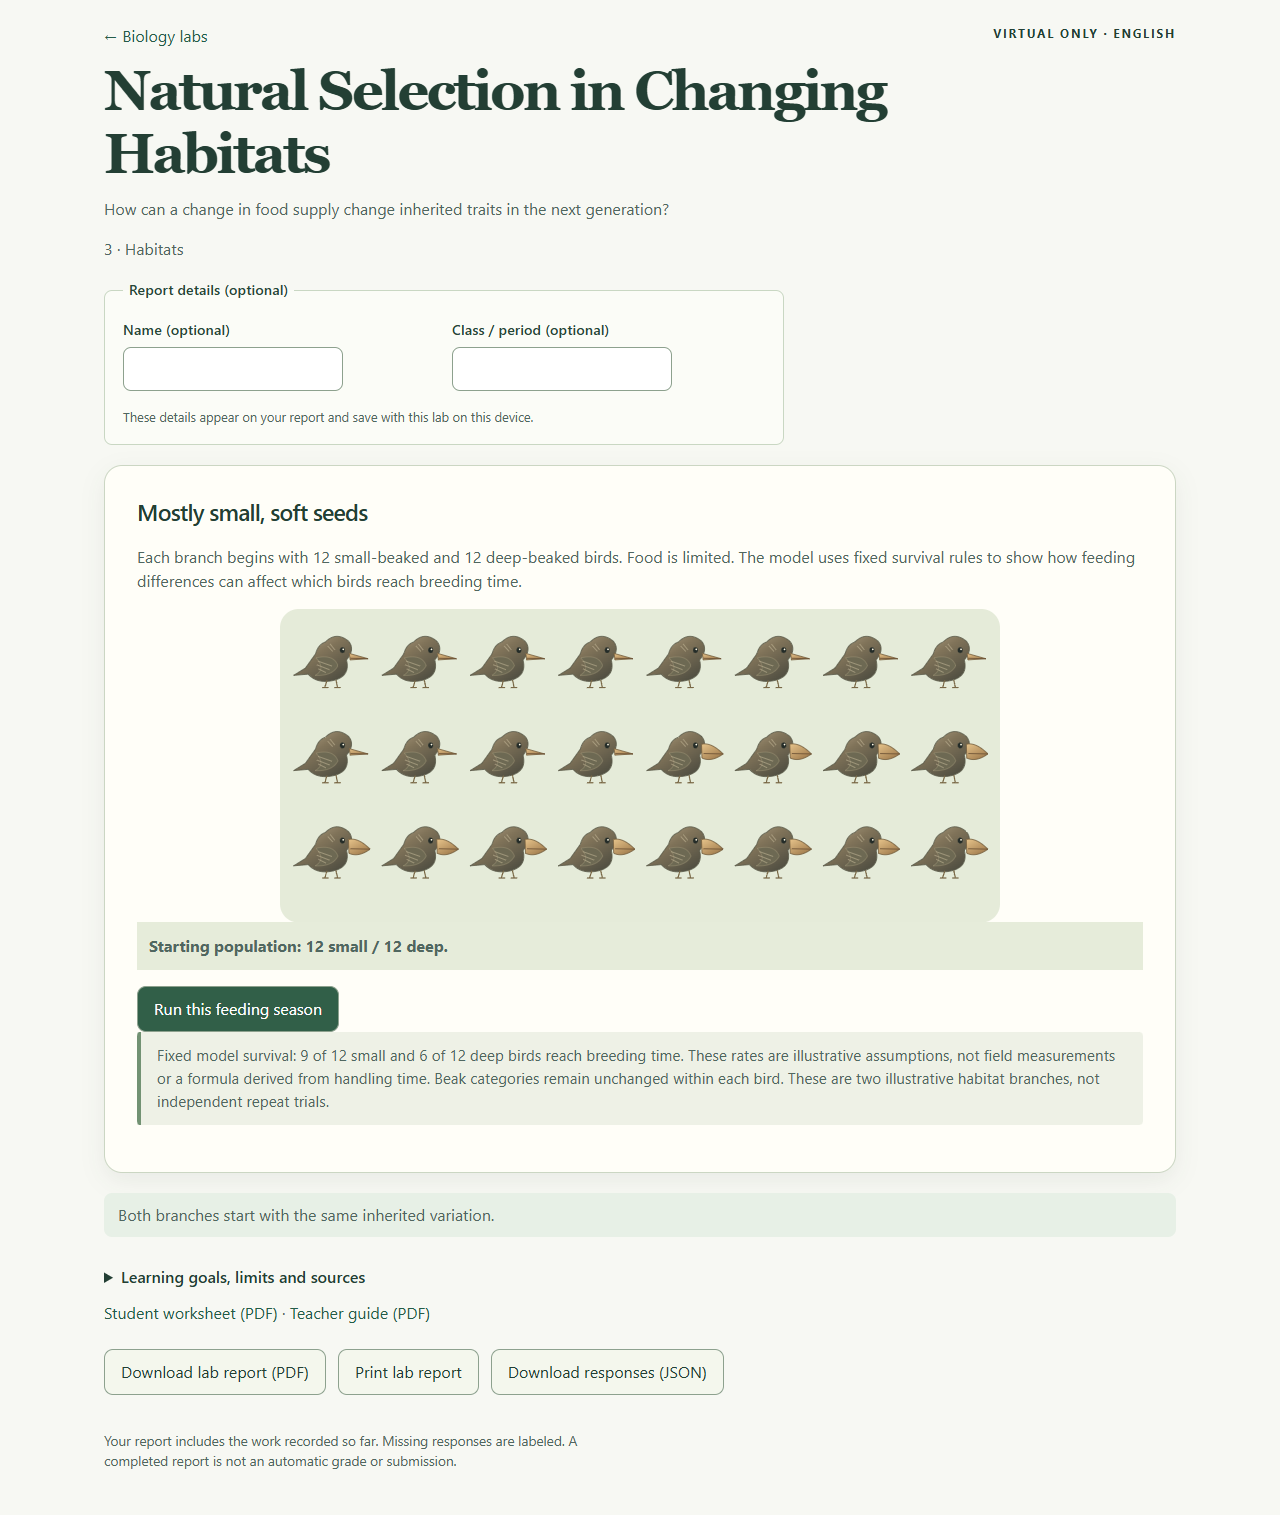 ← Biology labs
VIRTUAL ONLY · ENGLISH
Natural Selection in Changing
Habitats
How can a change in food supply change inherited traits in the next generation?
3 · Habitats
Report details (optional)
Name (optional)
Class / period (optional)
These details appear on your report and save with this lab on this device.
Mostly small, soft seeds
Each branch begins with 12 small-beaked and 12 deep-beaked birds. Food is limited. The model uses fixed survival rules to show how feeding
differences can affect which birds reach breeding time.
Starting population: 12 small / 12 deep.
Run this feeding season
Fixed model survival: 9 of 12 small and 6 of 12 deep birds reach breeding time. These rates are illustrative assumptions, not field measurements
or a formula derived from handling time. Beak categories remain unchanged within each bird. These are two illustrative habitat branches, not
independent repeat trials.
Both branches start with the same inherited variation.
▶ Learning goals, limits and sources
Student worksheet (PDF) · Teacher guide (PDF)
Download lab report (PDF)
Print lab report
Download responses (JSON)
Your report includes the work recorded so far. Missing responses are labeled. A
completed report is not an automatic grade or submission.